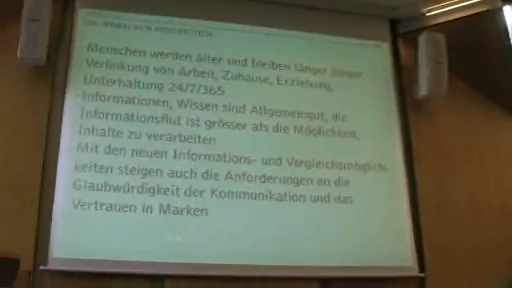 Menschen werden älter und bleiben länger jünger
Verlinkung von Arbeit, Zuhause, Erziehung,
Unterhaltung 24/7/365
Informationen, Wissen sind Allgemeingut, die
Informationsflut ist grösser als die Möglichkeiten,
Inhalte zu verarbeiten
Mit den neuen Informations- und Vergleichsmöglich-
keiten steigen auch die Anforderungen an die
Glaubwürdigkeit der Kommunikation und das
Vertrauen in Marken